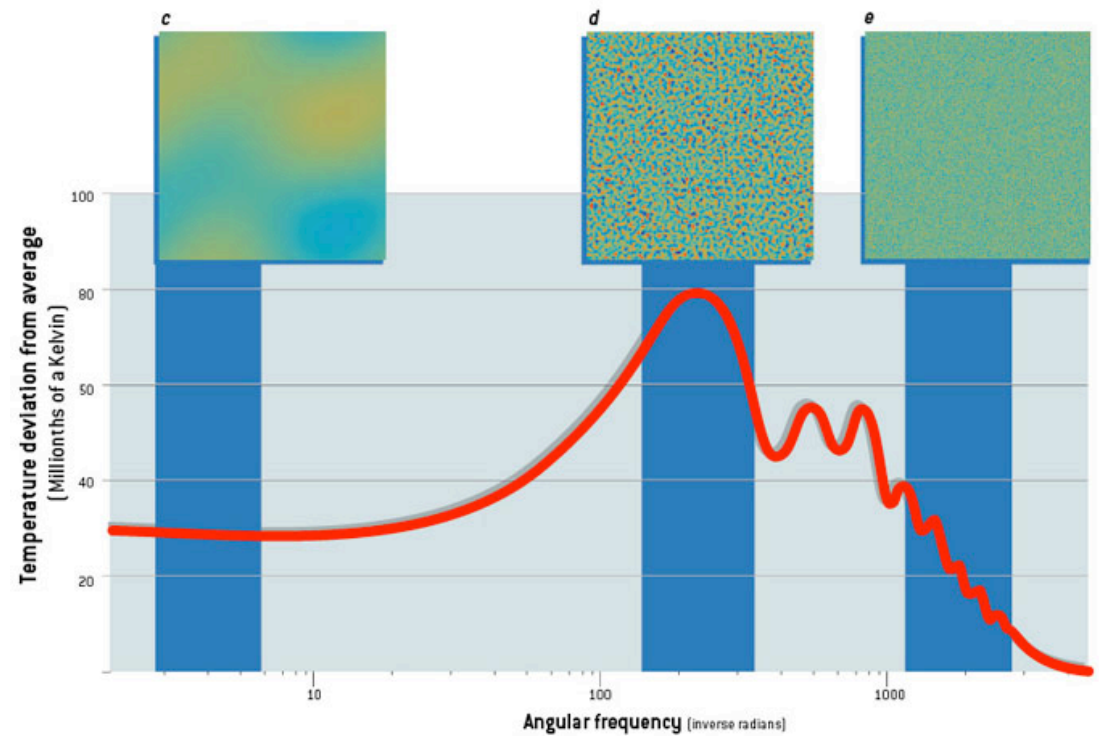 c
d
e
100
80
50
40
20
Temperature deviation from average
(Millionths of a Kelvin)
10
100
1000
Angular frequency (inverse radians)